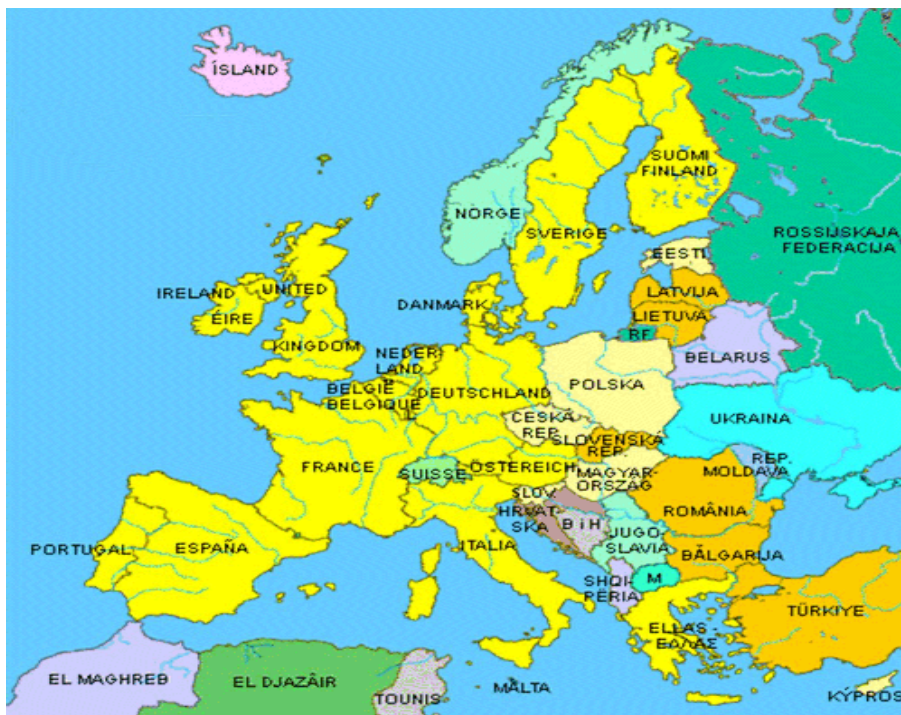 ÍSLAND
SUOMI
FINLAND
NORGE
SVERIGE
ROSSIJSKAJA
FEDERACIJA
EESTI
IRELAND
ÉIRE
UNITED
KINGDOM
DANMARK
LATVIJA
LIETUVA
RF
BELARUS
NEDER-
LAND
BELGIË
BELGIQUE
DEUTSCHLAND
POLSKA
UKRAINA
ČESKÁ
REP.
SLOVENSKÁ
REP.
REP.
MOLDAVA
FRANCE
SUISSE
ÖSTEREICH
MAGYAR-
ORSZÁG
SLOV.
HRVAT-
SKA
B i H
ROMÂNIA
JUGO-
SLAVIA
BĂLGARIJA
PORTUGAL
ESPAÑA
ITALIA
SHQI-
PËRIA
M
TÜRKIYE
ELLAS
ΕΛΛΑΣ
EL MAGHREB
EL DJAZÂIR
TOUNIS
MALTA
KÝPROS